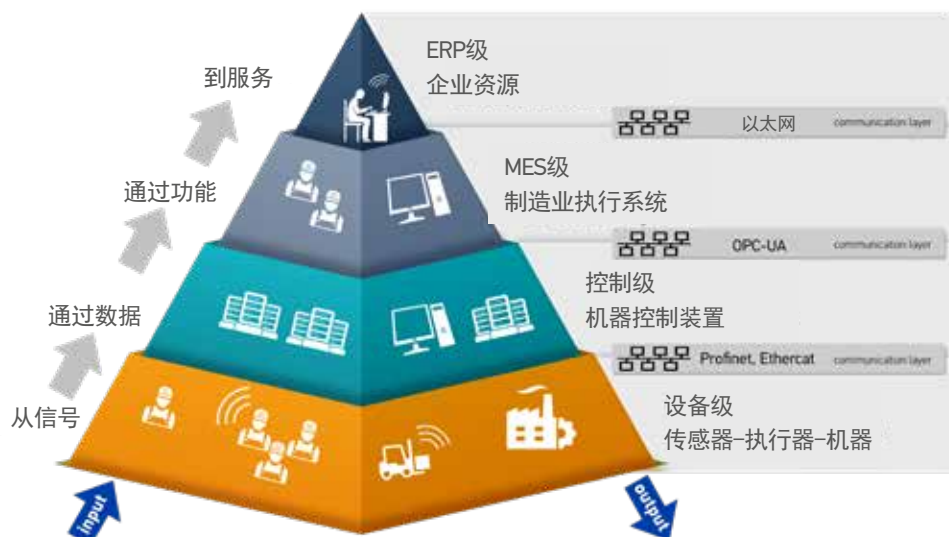 ERP级
企业资源
到服务
以太网
communication layer
MES级
制造业执行系统
通过功能
OPC-UA
communication layer
控制级
机器控制装置
通过数据
Profinet, Ethercat
communication layer
设备级
传感器-执行器-机器
从信号
input
output